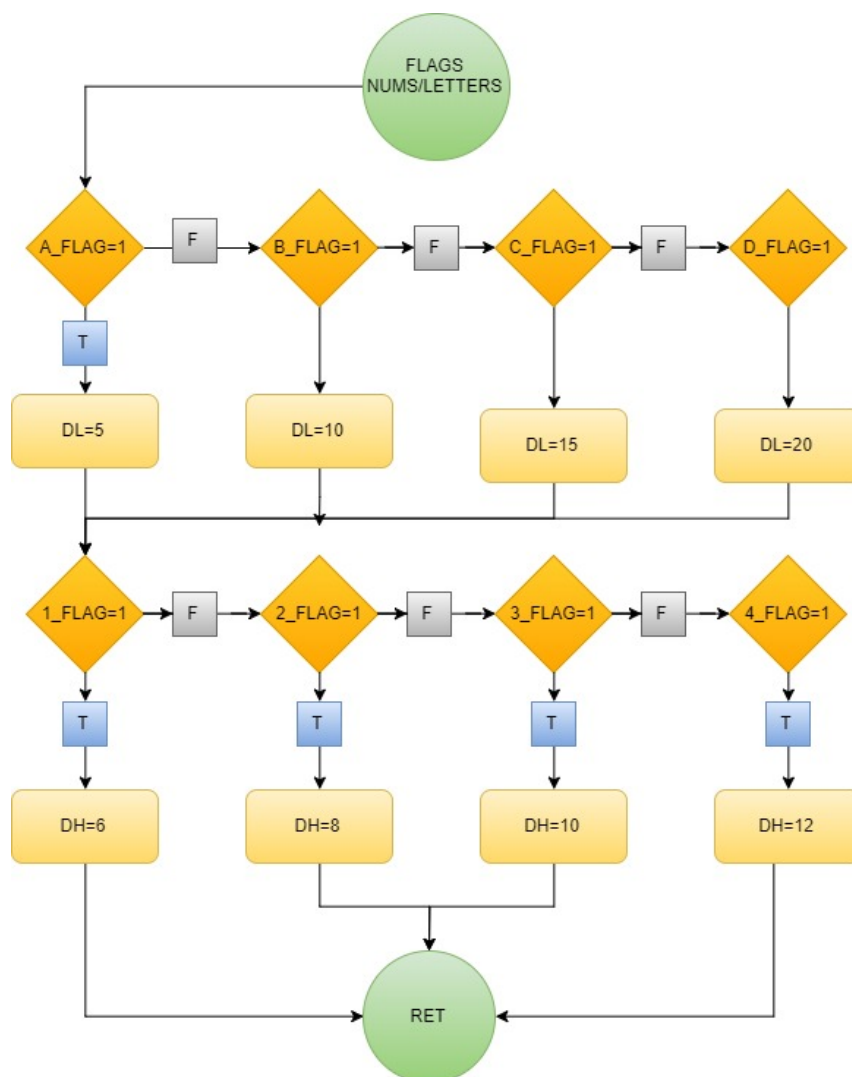 FLAGS
NUMS/LETTERS
A_FLAG=1
F
B_FLAG=1
F
C_FLAG=1
F
D_FLAG=1
T
DL=5
DL=10
DL=15
DL=20
1_FLAG=1
F
2_FLAG=1
F
3_FLAG=1
F
4_FLAG=1
T
T
T
T
DH=6
DH=8
DH=10
DH=12
RET